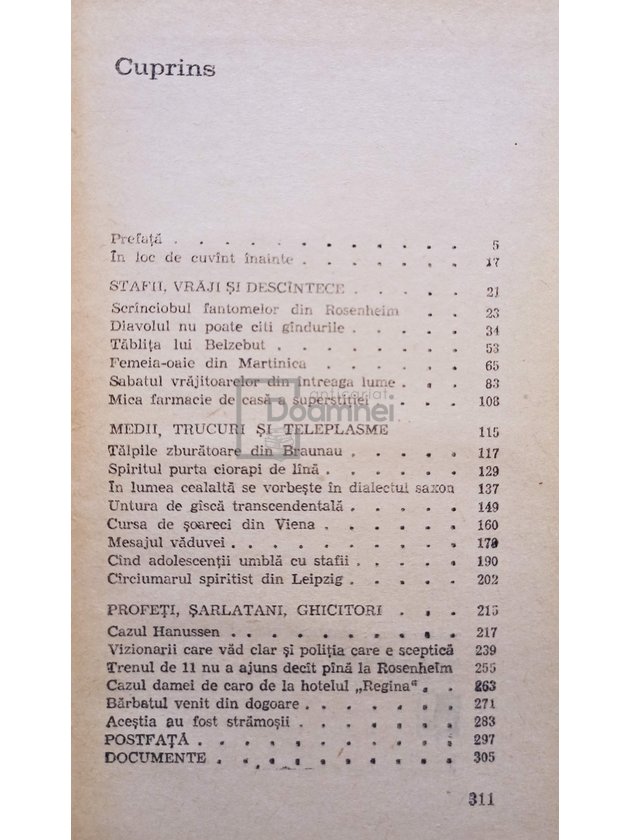 Cuprins
Prefață . . . . . . . . . . . . 5
În loc de cuvînt înainte . . . . . . . 17
STAFII, VRĂJI ȘI DESCÎNTECE . . . . . 21
Scrînciobul fantomelor din Rosenheim . . 23
Diavolul nu poate citi gîndurile . . . . . 34
Tăblița lui Belzebut . . . . . . . . 53
Femeia-oaie din Martinica . . . . . . 65
Sabatul vrăjitoarelor din întreaga lume . . . 83
Mica farmacie de casă a superstiției . . . . 108
anticariat
Doamnei
MEDII, TRUCURI ȘI TELEPLASME 115
Tălpile zburătoare din Braunau . . . . . 117
Spiritul purta ciorapi de lînă . . . . . . 129
În lumea cealaltă se vorbește în dialectul saxon 137
Untura de gîscă transcendentală . . . . . 149
Cursa de șoareci din Viena . . . . . . 160
Mesajul văduvei . . . . . . . . . 179
Cînd adolescenții umblă cu stafii . . . . . 190
Cîrciumarul spiritist din Leipzig . . . . . 202
PROFEȚI, ȘARLATANI, GHICITORI . . . 215
Cazul Hanussen . . . . . . . . . 217
Vizionarii care văd clar și poliția care e sceptică 239
Trenul de 11 nu a ajuns decît pînă la Rosenheim 255
Cazul damei de caro de la hotelul „Regina“ . . 263
Bărbatul venit din dogoare . . . . . . 271
Aceștia au fost strămoșii . . . . . . . 283
POSTFAȚĂ . . . . . . . . . . 297
DOCUMENTE . . . . . . . . . . 305
311